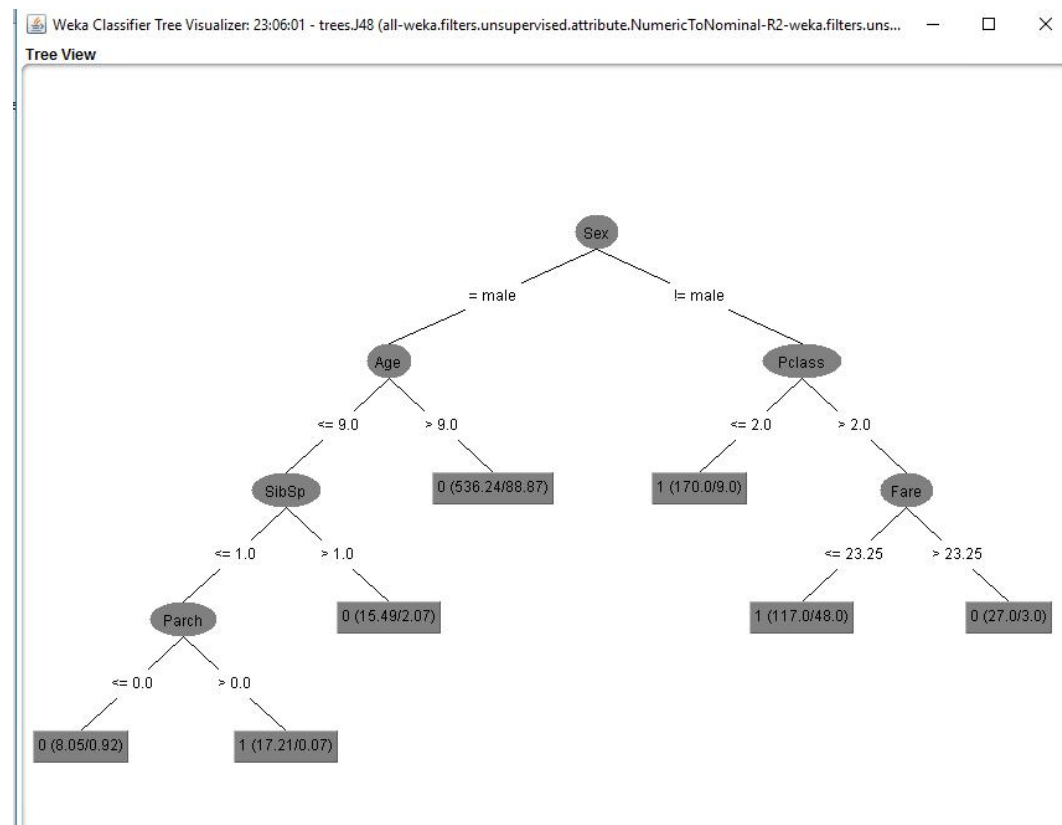 Weka Classifier Tree Visualizer: 23:06:01 - trees.J48 (all-weka.filters.unsupervised.attribute.NumericToNominal-R2-weka.filters.uns...
Tree View
Sex
= male
!= male
Age
Pclass
<= 9.0
> 9.0
<= 2.0
> 2.0
SibSp
0 (536.24/88.87)
1 (170.0/9.0)
Fare
<= 1.0
> 1.0
<= 23.25
> 23.25
Parch
0 (15.49/2.07)
1 (117.0/48.0)
0 (27.0/3.0)
<= 0.0
> 0.0
0 (8.05/0.92)
1 (17.21/0.07)